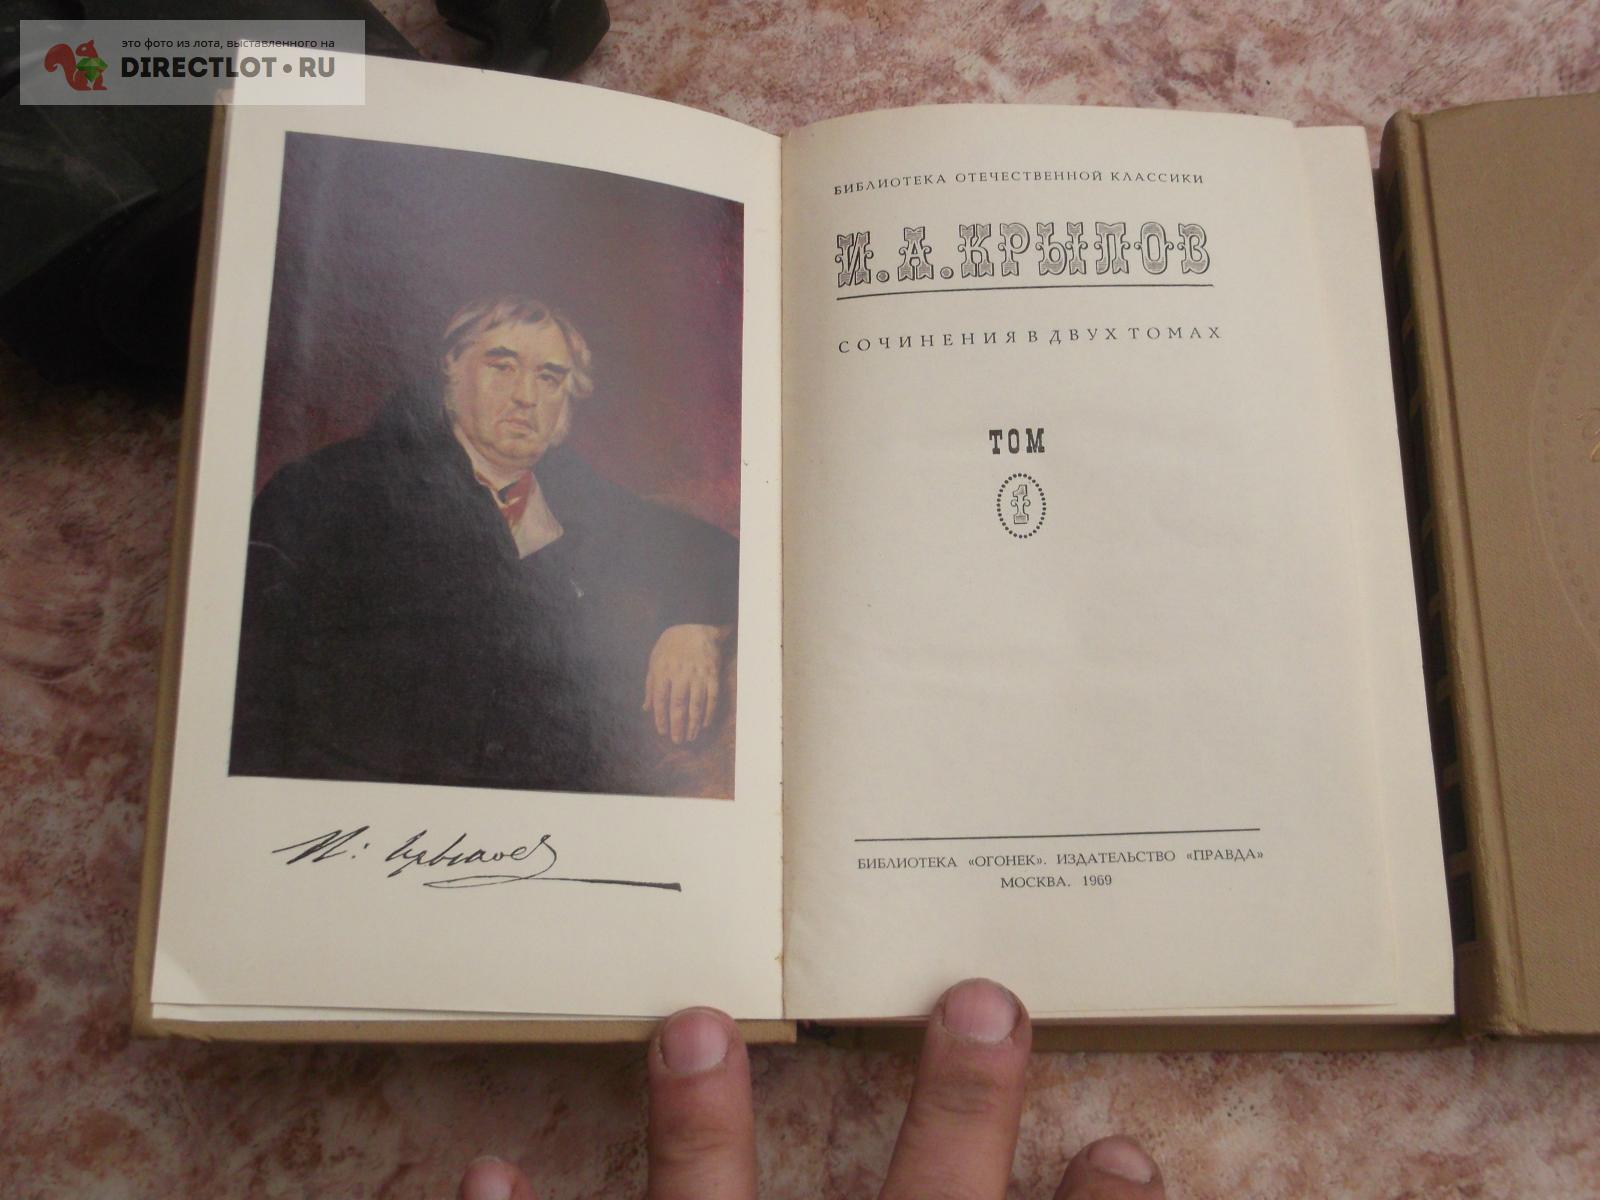 это фото из лота, выставленного на
DIRECTLOT•RU
БИБЛИОТЕКА ОТЕЧЕСТВЕННОЙ КЛАССИКИ
И.А.КРЫЛОВ
СОЧИНЕНИЯ В ДВУХ ТОМАХ
ТОМ
1
И: Крылов
БИБЛИОТЕКА «ОГОНЕК». ИЗДАТЕЛЬСТВО «ПРАВДА»
МОСКВА. 1969